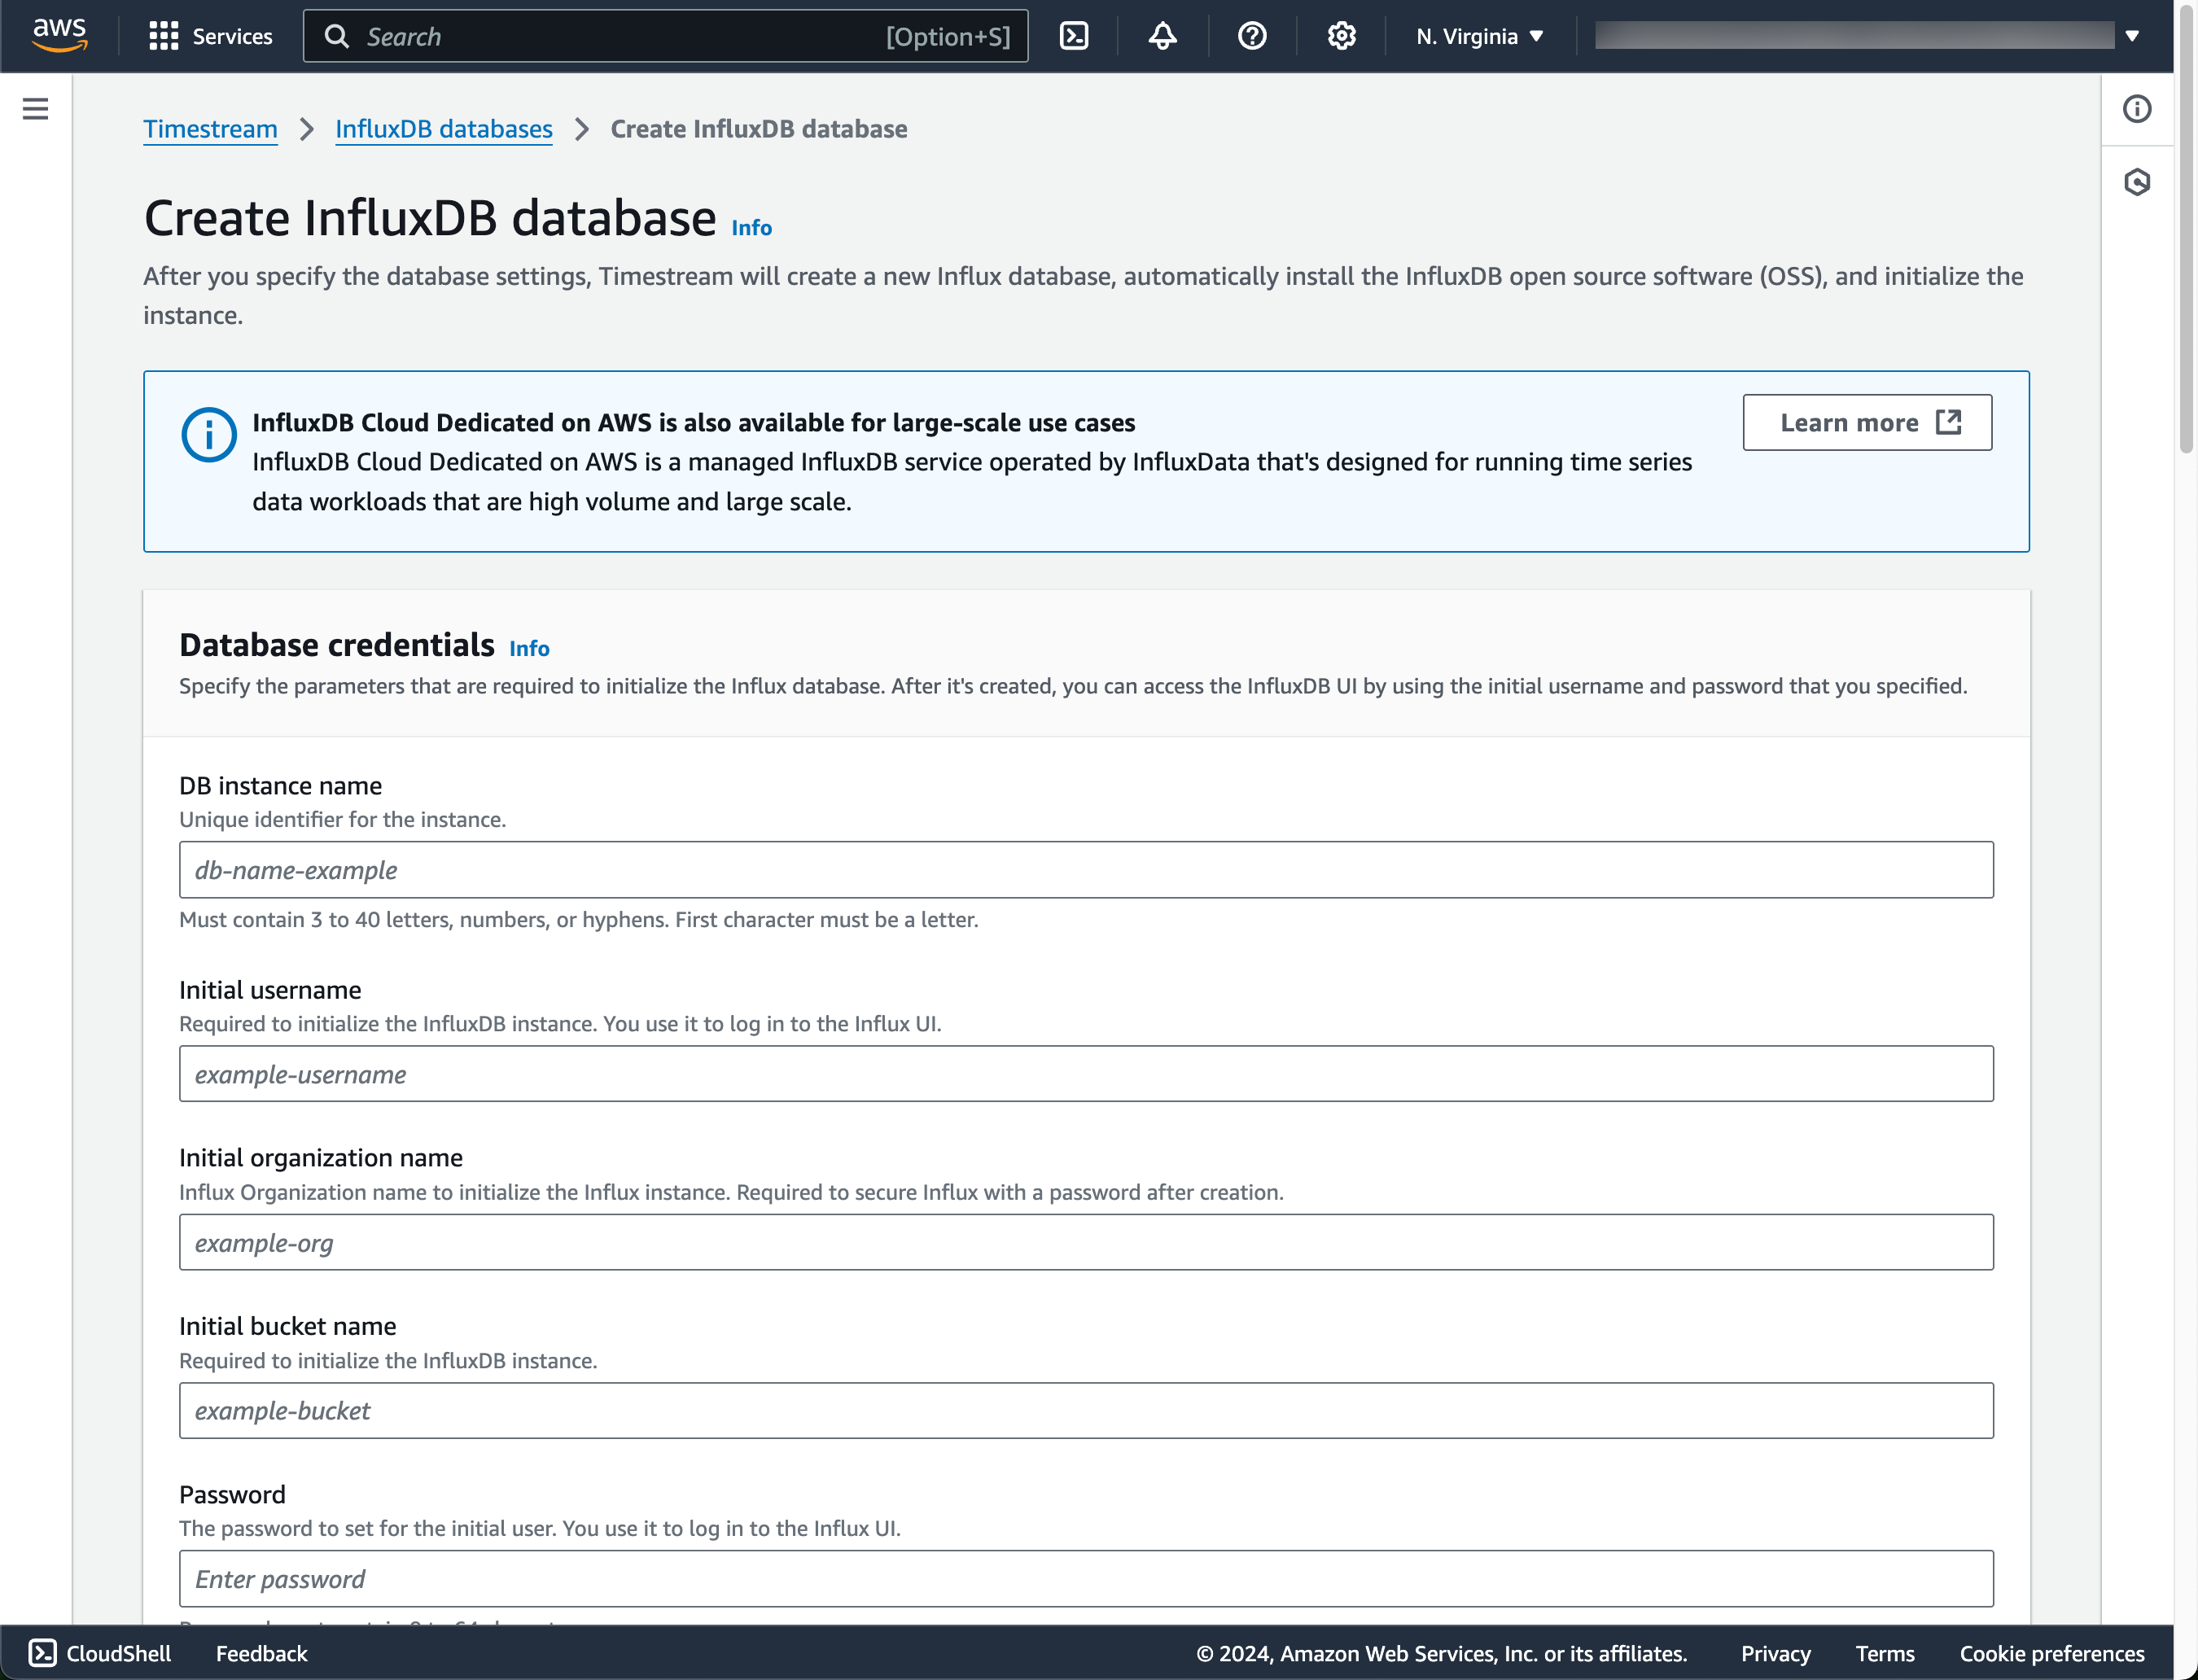 aws
Services
Search
[Option+S]
N. Virginia
Timestream
InfluxDB databases
Create InfluxDB database
Create InfluxDB database Info
After you specify the database settings, Timestream will create a new Influx database, automatically install the InfluxDB open source software (OSS), and initialize the
instance.
InfluxDB Cloud Dedicated on AWS is also available for large-scale use cases
InfluxDB Cloud Dedicated on AWS is a managed InfluxDB service operated by InfluxData that's designed for running time series
data workloads that are high volume and large scale.
Learn more
Database credentials Info
Specify the parameters that are required to initialize the Influx database. After it's created, you can access the InfluxDB UI by using the initial username and password that you specified.
DB instance name
Unique identifier for the instance.
db-name-example
Must contain 3 to 40 letters, numbers, or hyphens. First character must be a letter.
Initial username
Required to initialize the InfluxDB instance. You use it to log in to the Influx UI.
example-username
Initial organization name
Influx Organization name to initialize the Influx instance. Required to secure Influx with a password after creation.
example-org
Initial bucket name
Required to initialize the InfluxDB instance.
example-bucket
Password
The password to set for the initial user. You use it to log in to the Influx UI.
Enter password
CloudShell
Feedback
© 2024, Amazon Web Services, Inc. or its affiliates.
Privacy
Terms
Cookie preferences